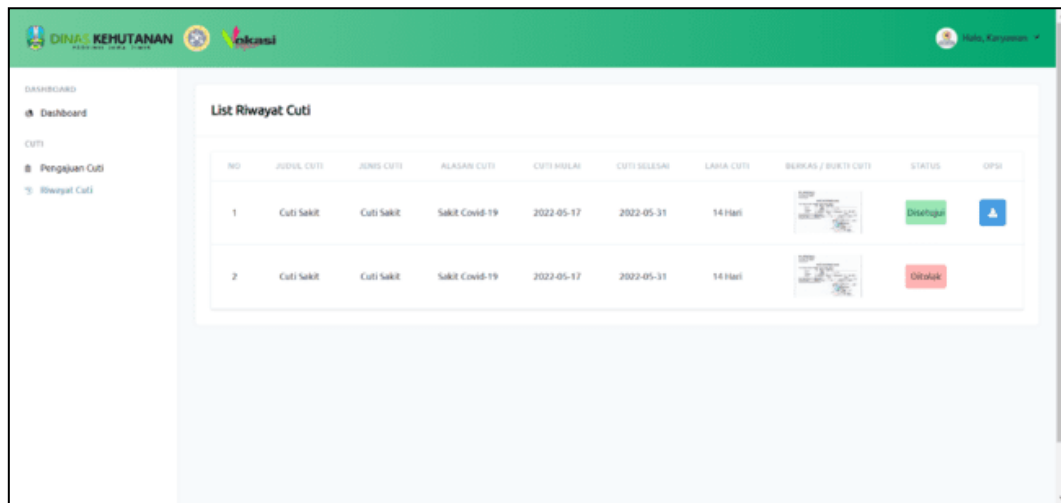 DINAS KEHUTANAN
PROVINSI JAWA TIMUR
Vokasi
Halo, Karyawan
DASHBOARD
Dashboard
CUTI
Pengajuan Cuti
Riwayat Cuti
List Riwayat Cuti
NO JUDUL CUTI JENIS CUTI ALASAN CUTI CUTI MULAI CUTI SELESAI LAMA CUTI BERKAS / BUKTI CUTI STATUS OPSI
1 Cuti Sakit Cuti Sakit Sakit Covid-19 2022-05-17 2022-05-31 14 Hari Disetujui
2 Cuti Sakit Cuti Sakit Sakit Covid-19 2022-05-17 2022-05-31 14 Hari Ditolak